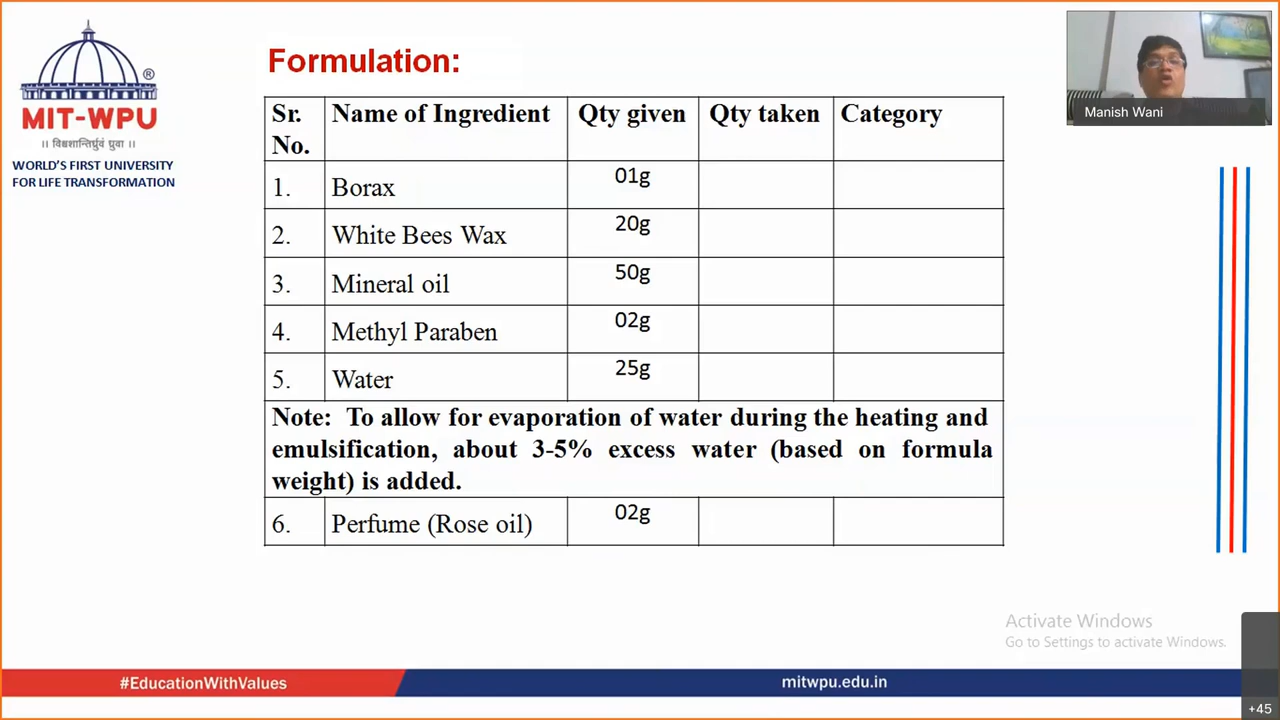 Formulation:
Manish Wani
®
MIT-WPU
।। विश्वशान्तिर्ध्रुवं ध्रुवा ।।
WORLD'S FIRST UNIVERSITY
FOR LIFE TRANSFORMATION
Sr. No. Name of Ingredient Qty given Qty taken Category
1. Borax 01g
2. White Bees Wax 20g
3. Mineral oil 50g
4. Methyl Paraben 02g
5. Water 25g
Note: To allow for evaporation of water during the heating and
emulsification, about 3-5% excess water (based on formula
weight) is added.
6. Perfume (Rose oil) 02g
Activate Windows
Go to Settings to activate Windows.
#EducationWithValues
mitwpu.edu.in
+45